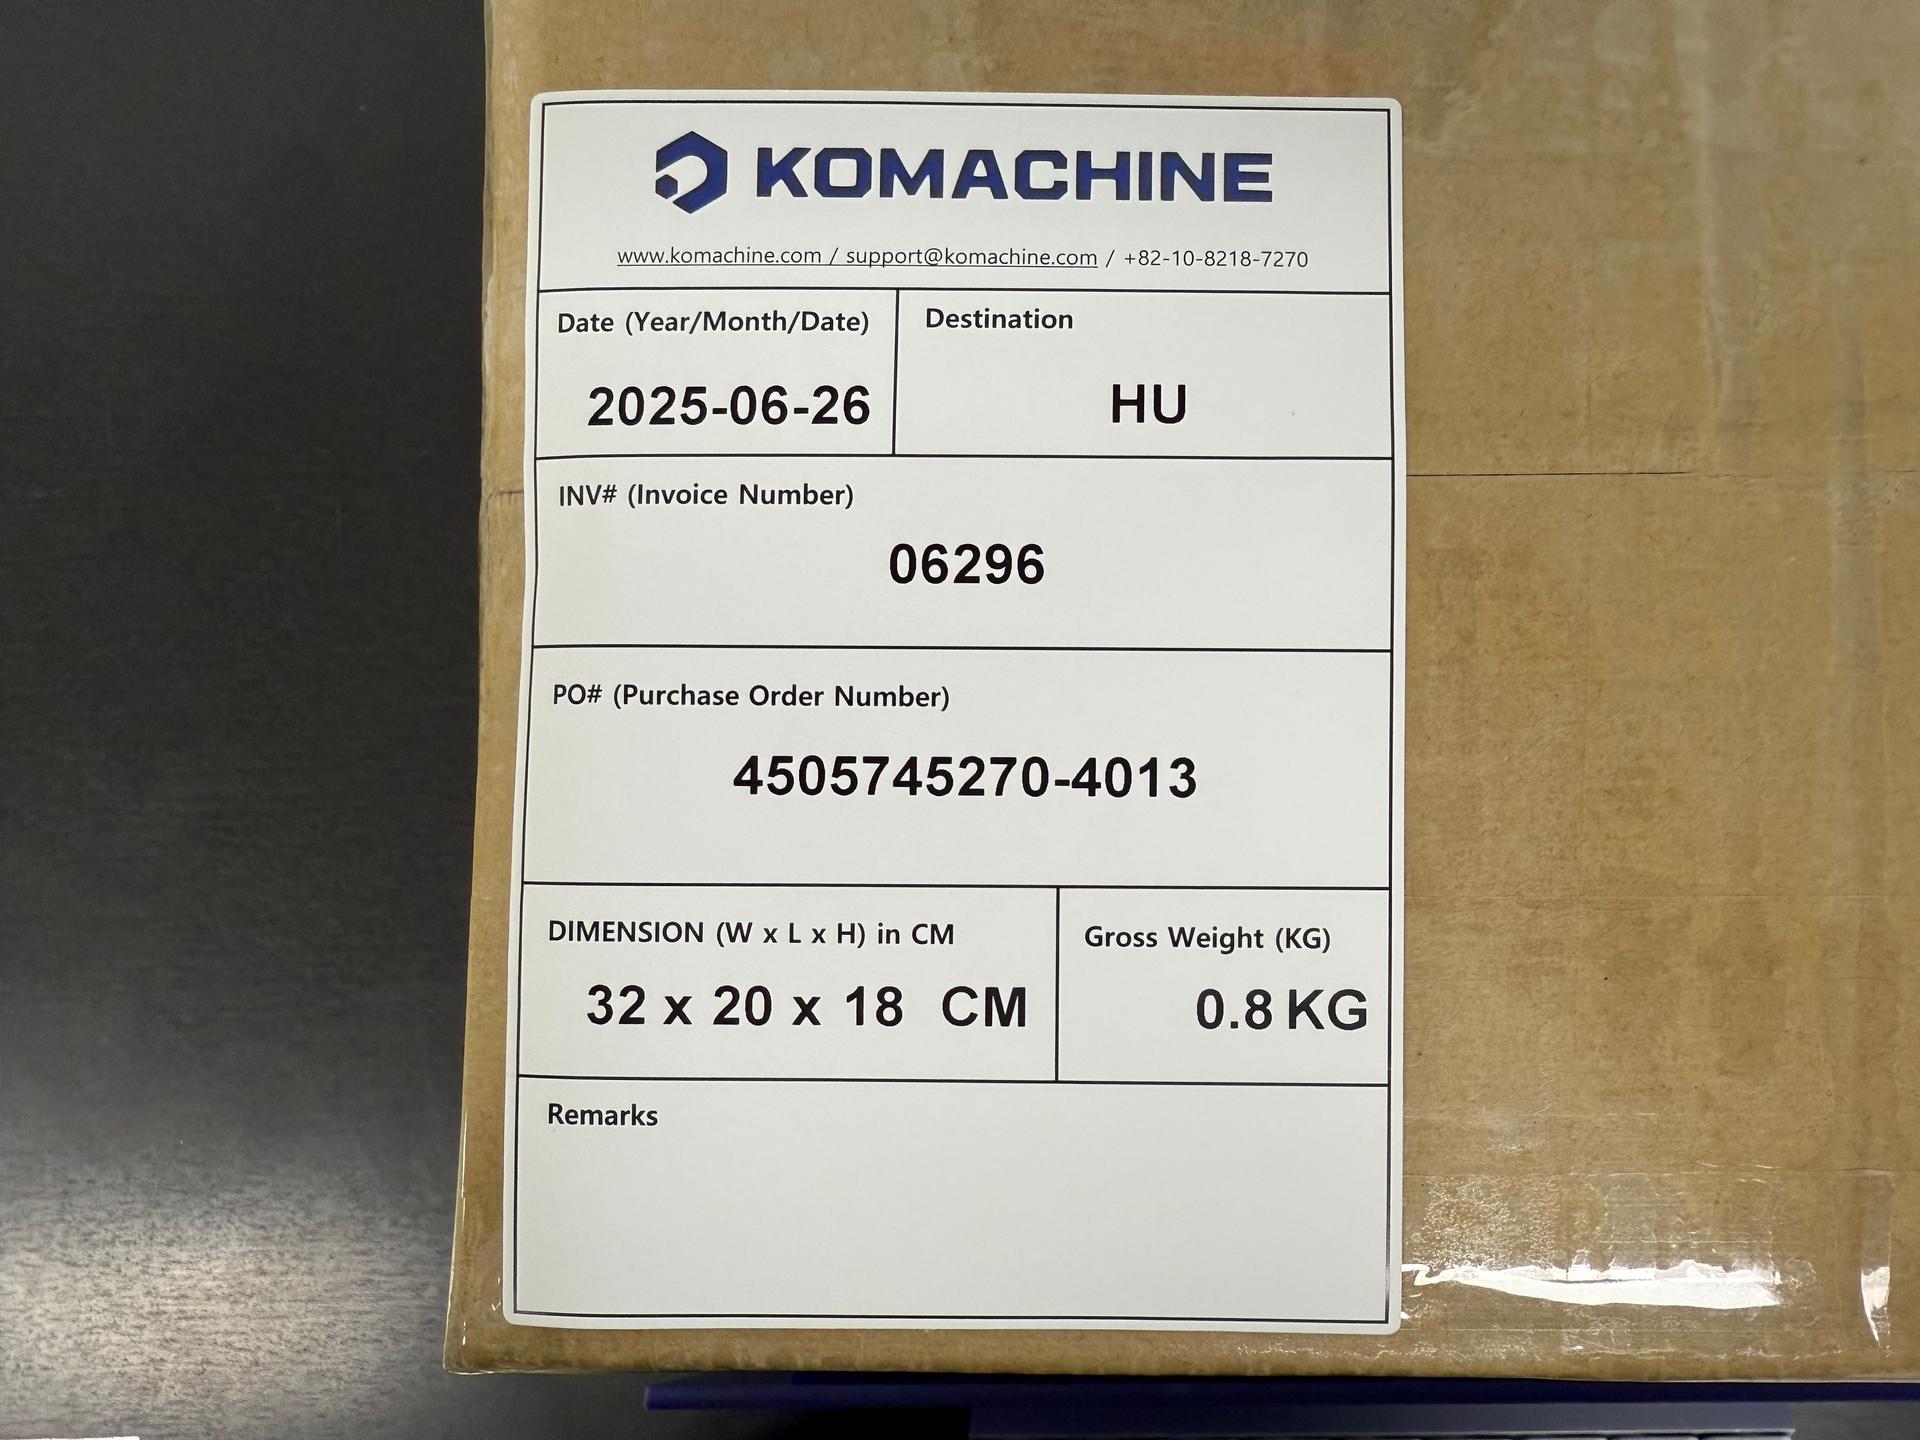 KOMACHINE
www.komachine.com / support@komachine.com / +82-10-8218-7270
Date (Year/Month/Date)
2025-06-26
Destination
HU
INV# (Invoice Number)
06296
PO# (Purchase Order Number)
4505745270-4013
DIMENSION (W x L x H) in CM
32 x 20 x 18 CM
Gross Weight (KG)
0.8 KG
Remarks